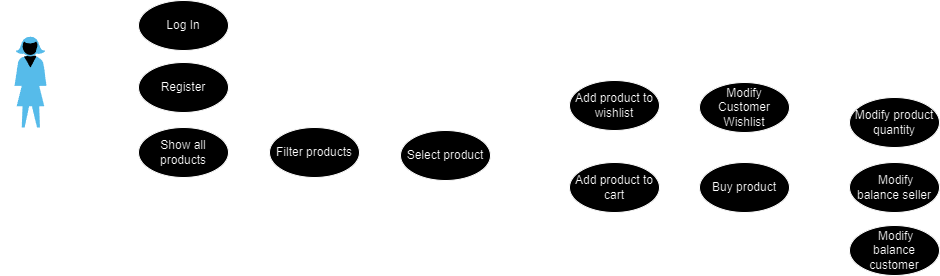 Log In
Register
Show all
products
Filter products
Select product
Add product to
wishlist
Add product to
cart
Modify
Customer
Wishlist
Buy product
Modify product
quantity
Modify
balance seller
Modify
balance
customer